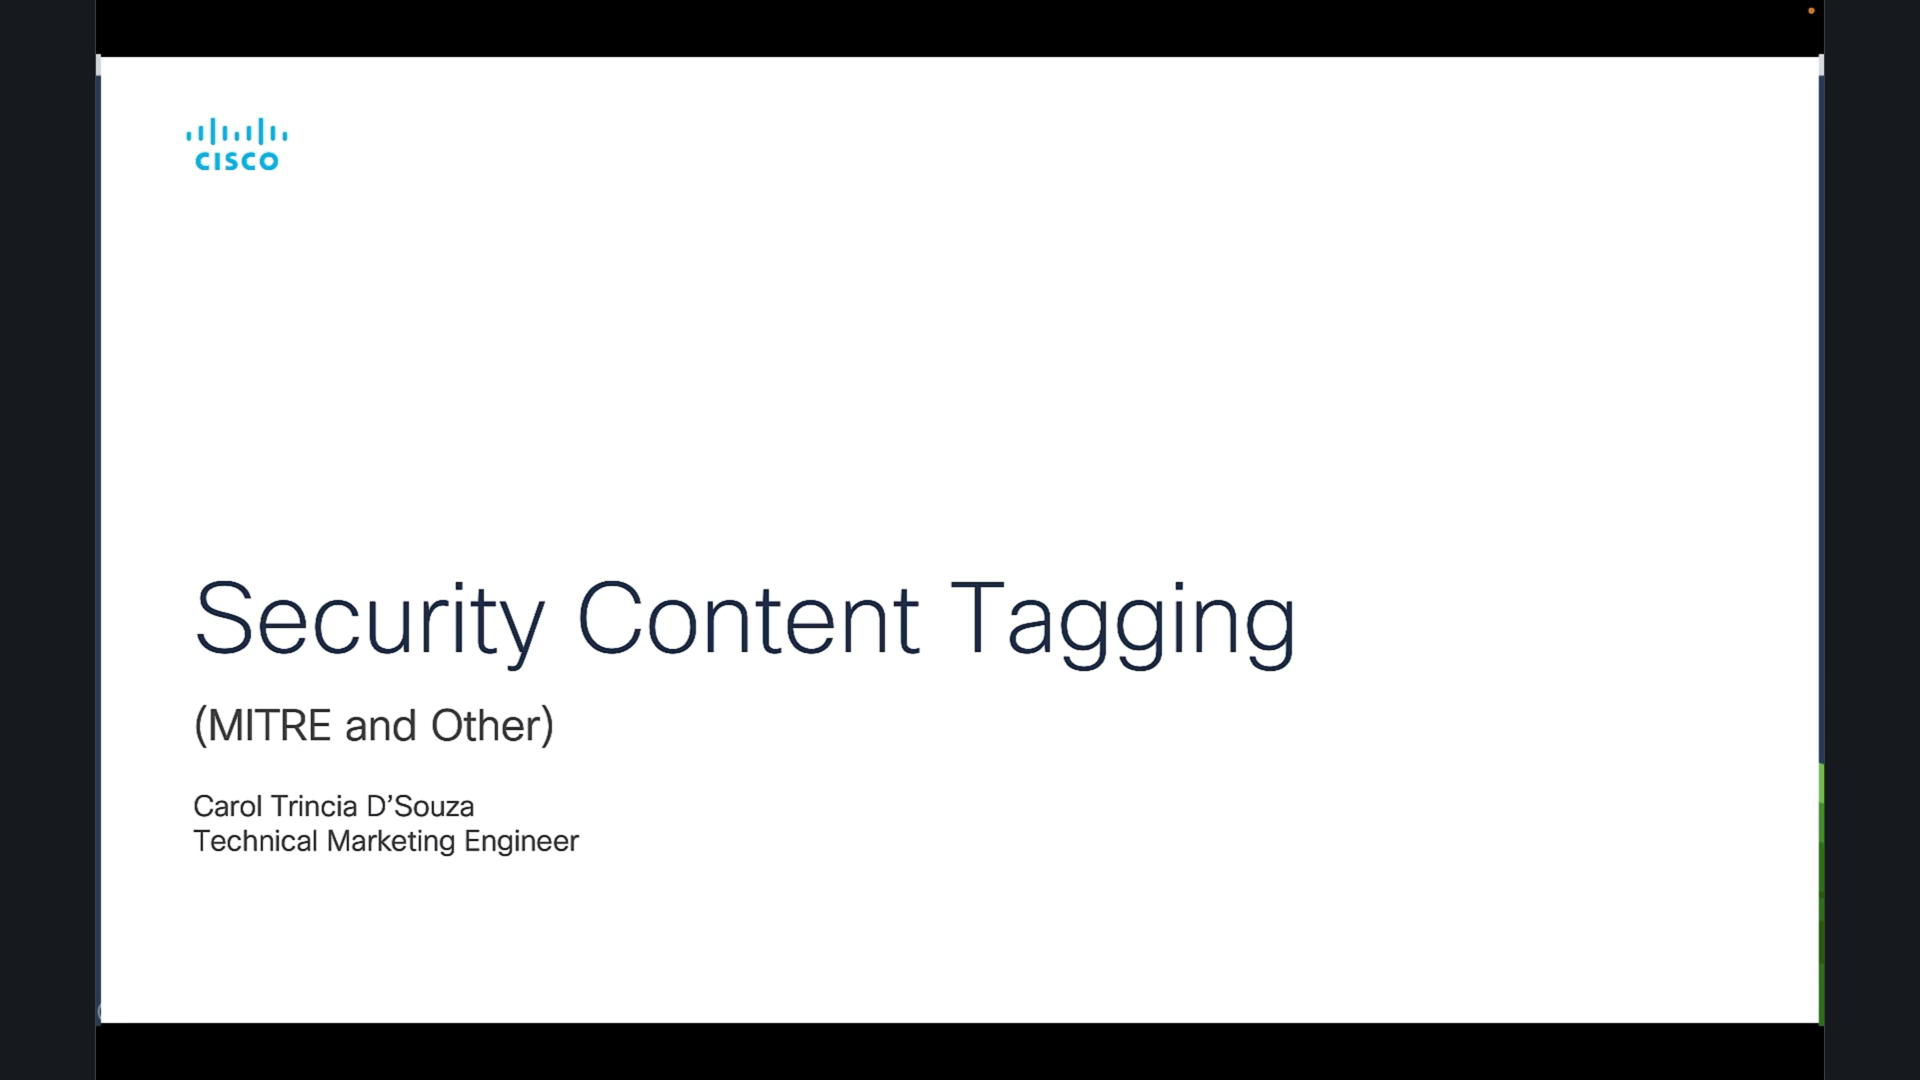 CISCO
Security Content Tagging
(MITRE and Other)
Carol Trincia D’Souza
Technical Marketing Engineer